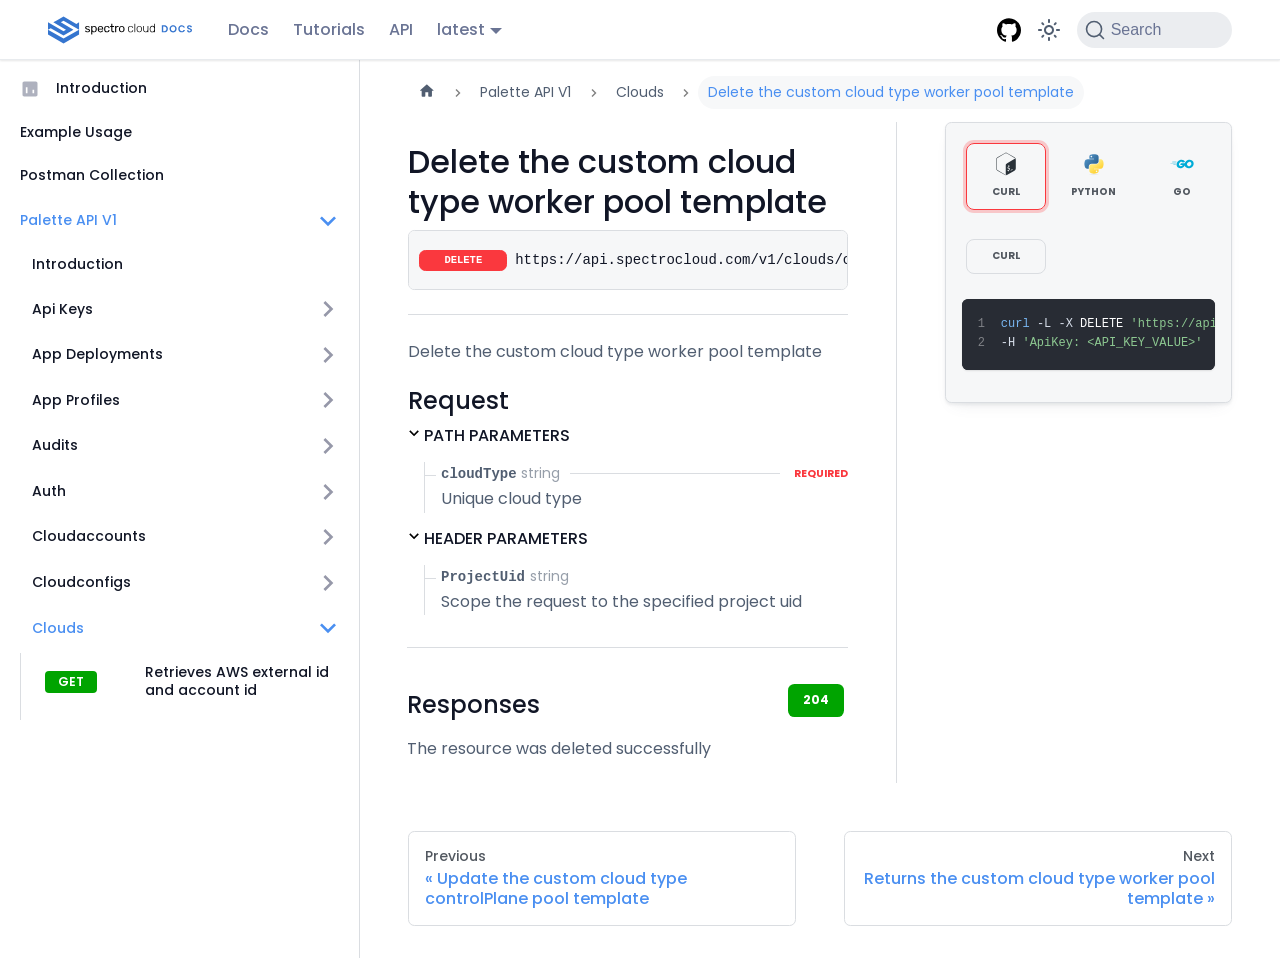 spectro cloud DOCS
Docs
Tutorials
API
latest
Search
Introduction
Example Usage
Postman Collection
Palette API V1
Introduction
Api Keys
App Deployments
App Profiles
Audits
Auth
Cloudaccounts
Cloudconfigs
Clouds
GET
Retrieves AWS external id
and account id
Palette API V1
Clouds
Delete the custom cloud type worker pool template
Delete the custom cloud
type worker pool template
DELETE https://api.spectrocloud.com/v1/clouds/c
Delete the custom cloud type worker pool template
Request
PATH PARAMETERS
cloudType string REQUIRED
Unique cloud type
HEADER PARAMETERS
ProjectUid string
Scope the request to the specified project uid
Responses
204
The resource was deleted successfully
CURL
PYTHON
GO
GO
CURL
1 curl -L -X DELETE 'https://api
2 -H 'ApiKey: <API_KEY_VALUE>'
Previous
« Update the custom cloud type
controlPlane pool template
Next
Returns the custom cloud type worker pool
template »